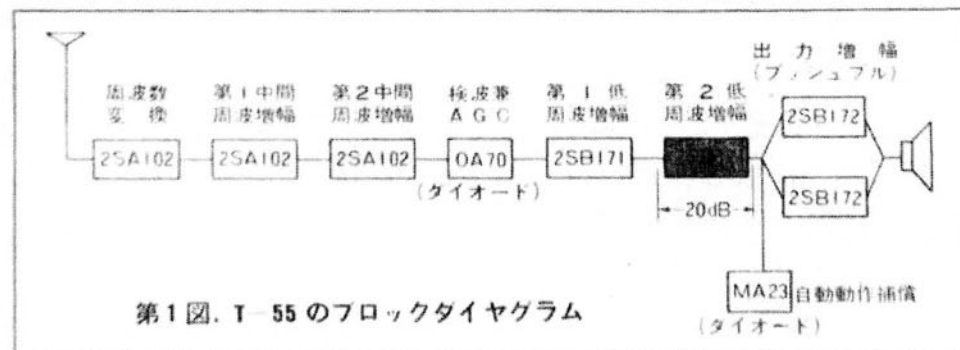 出力増幅
(プッシュプル)
周波数
変換
第1中間
周波増幅
第2中間
周波増幅
検波兼
AGC
第1低
周波増幅
第2低
周波増幅
2SB172
2SA102
2SA102
2SA102
OA70
(ダイオード)
2SB171
20dB
2SB172
MA23
自動動作補償
(ダイオード)
第1図. T-55のブロックダイヤグラム